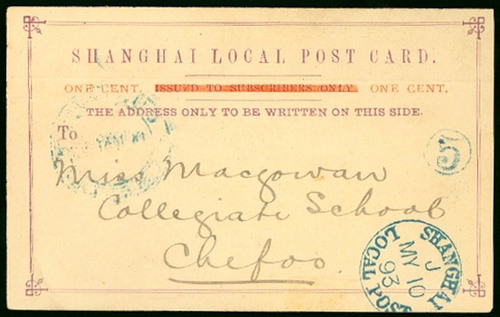 SHANGHAI LOCAL POST CARD.
ONE CENT. ISSUED TO SUBSCRIBERS ONLY ONE CENT.
THE ADDRESS ONLY TO BE WRITTEN ON THIS SIDE.
To
5
Miss Macgowan
Collegiate School
Chefoo.
SHANGHAI
LOCAL POST
J
MY 10
93